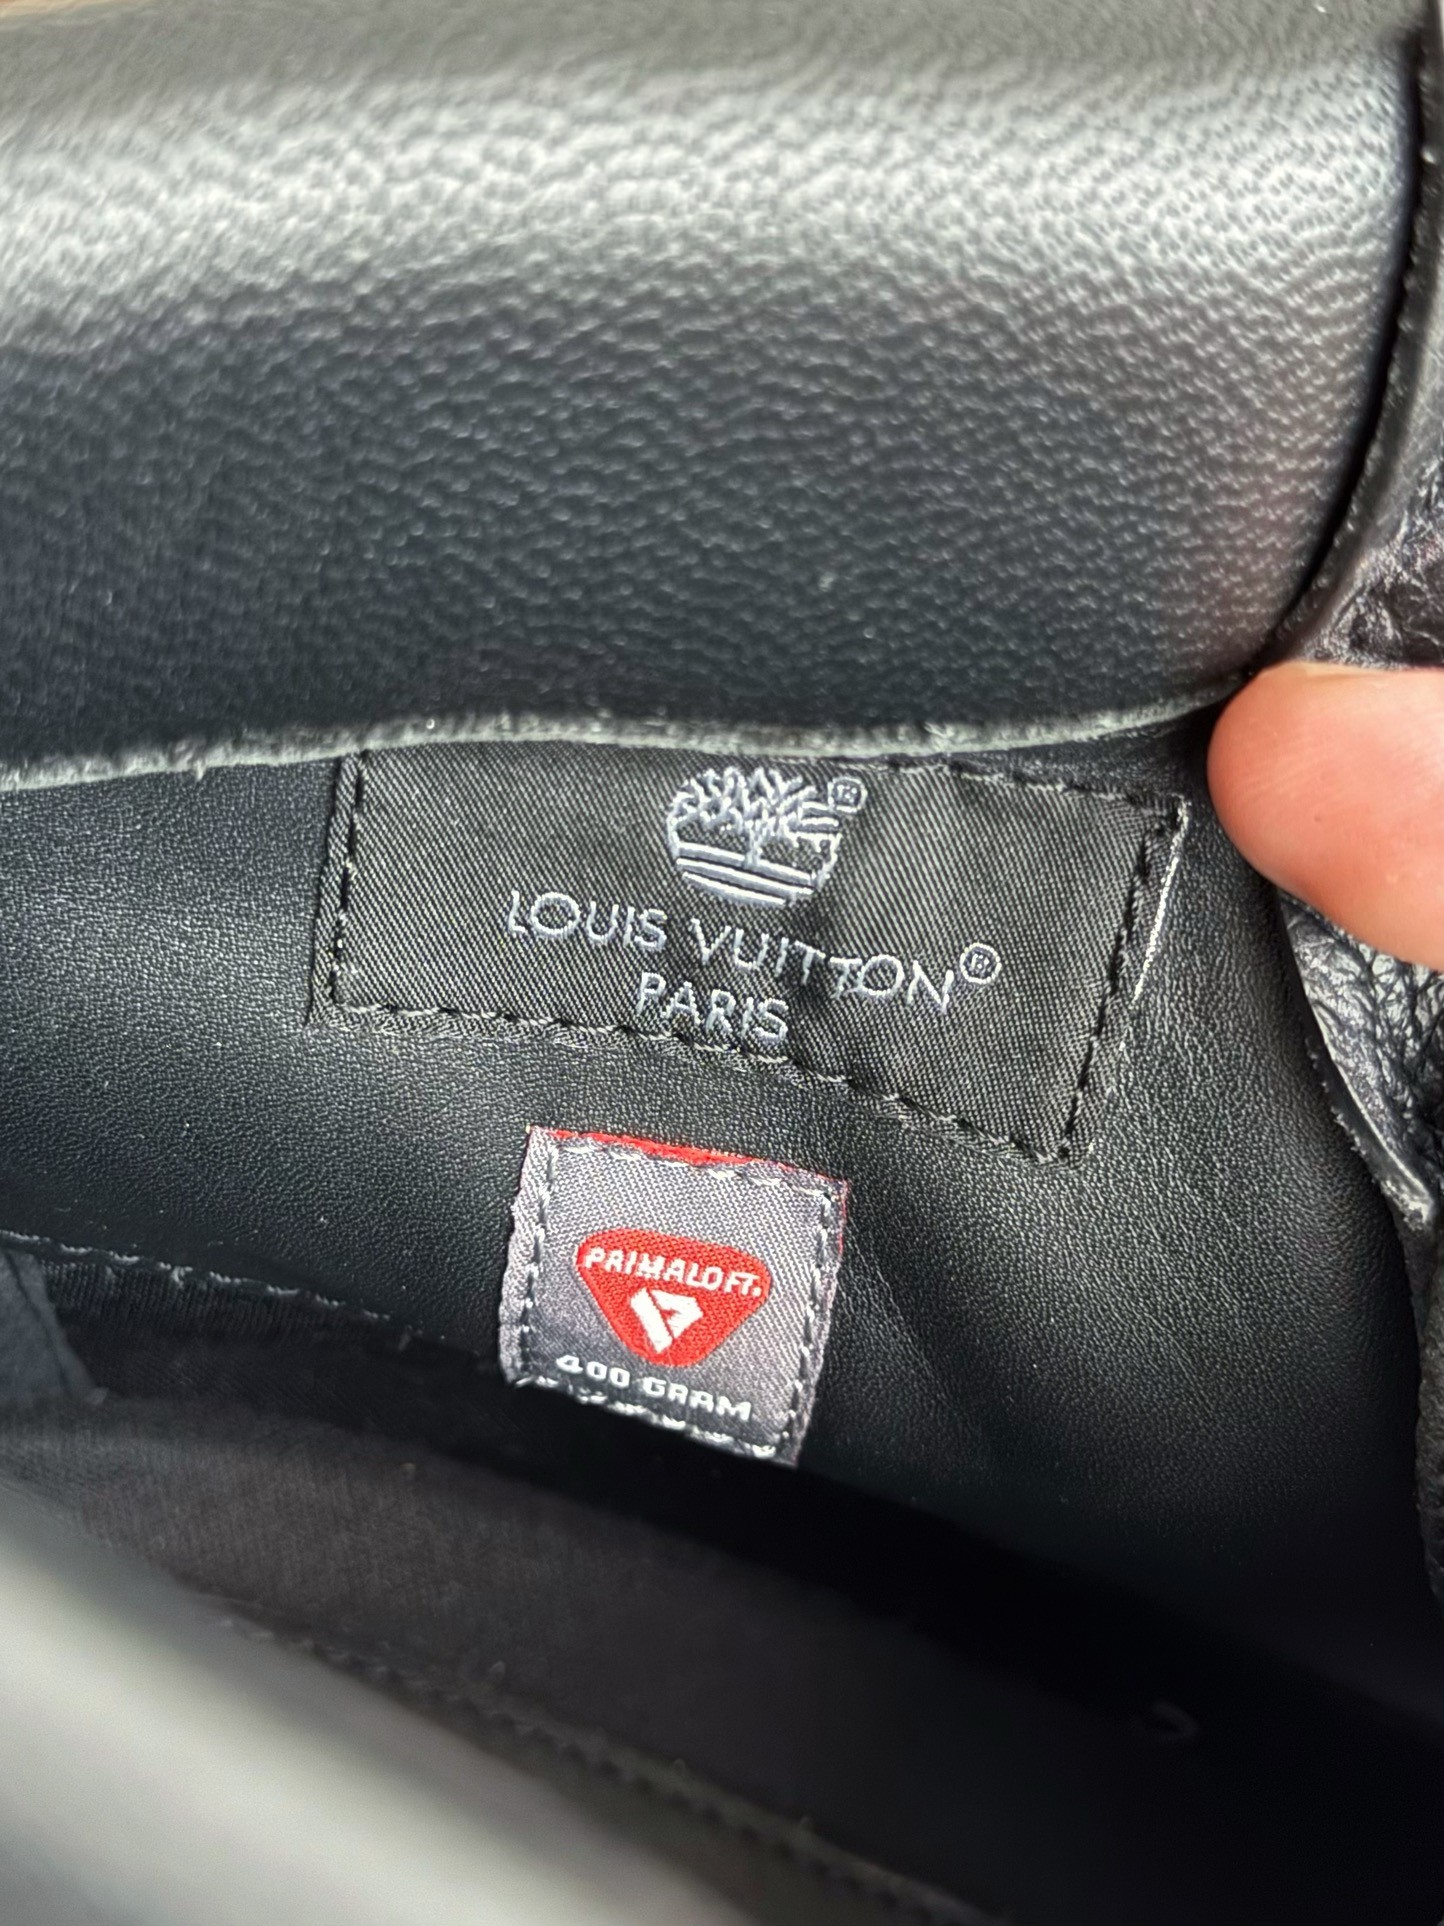 ®
LOUIS VUITTON®
PARIS
PRIMALOFT.
400 GRAM